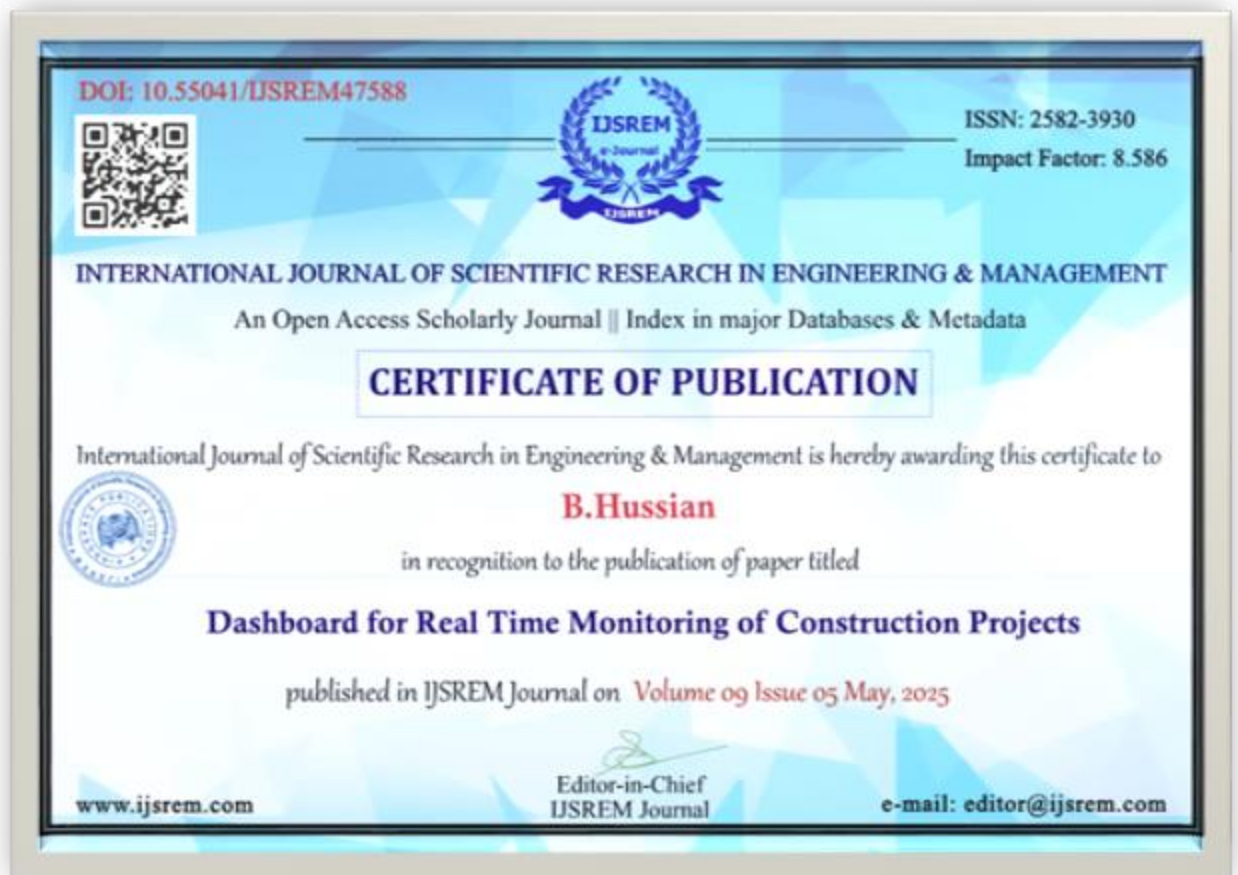 DOI: 10.55041/IJSREM47588
IJSREM
e-Journal
IJSREM
ISSN: 2582-3930
Impact Factor: 8.586
INTERNATIONAL JOURNAL OF SCIENTIFIC RESEARCH IN ENGINEERING & MANAGEMENT
An Open Access Scholarly Journal || Index in major Databases & Metadata
CERTIFICATE OF PUBLICATION
International Journal of Scientific Research in Engineering & Management is hereby awarding this certificate to
B.Hussian
in recognition to the publication of paper titled
Dashboard for Real Time Monitoring of Construction Projects
published in IJSREM Journal on Volume 09 Issue 05 May, 2025
Editor-in-Chief
IJSREM Journal
www.ijsrem.com
e-mail: editor@ijsrem.com